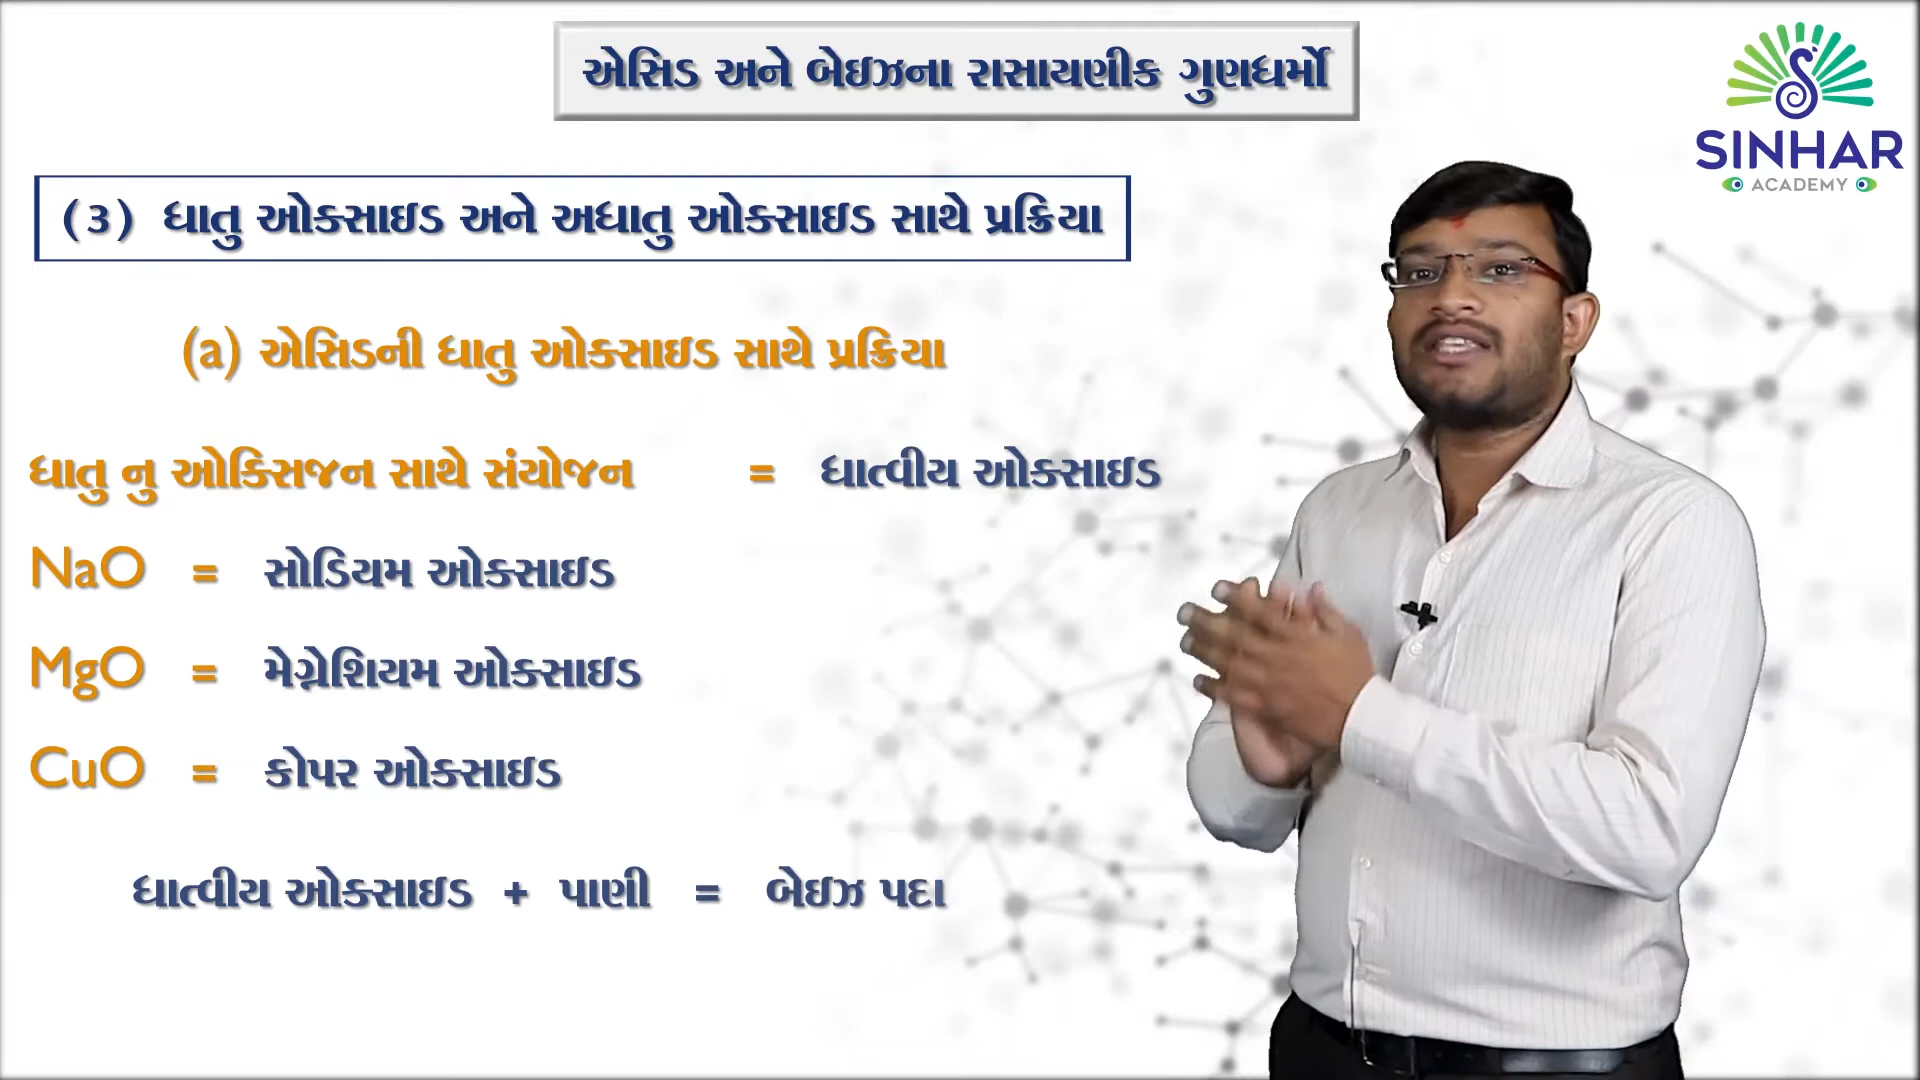 એસિડ અને બેઇઝના રાસાયણીક ગુણધર્મો
SINHAR
ACADEMY
(૩) ધાતુ ઓક્સાઇડ અને અધાતુ ઓક્સાઇડ સાથે પ્રક્રિયા
(a) એસિડની ધાતુ ઓક્સાઇડ સાથે પ્રક્રિયા
ધાતુ નુ ઓક્સિજન સાથે સંયોજન = ધાત્વીય ઓક્સાઇડ
NaO = સોડિયમ ઓક્સાઇડ
MgO = મેગ્નેશિયમ ઓક્સાઇડ
CuO = કોપર ઓક્સાઇડ
ધાત્વીય ઓક્સાઇડ + પાણી = બેઇઝ પદા